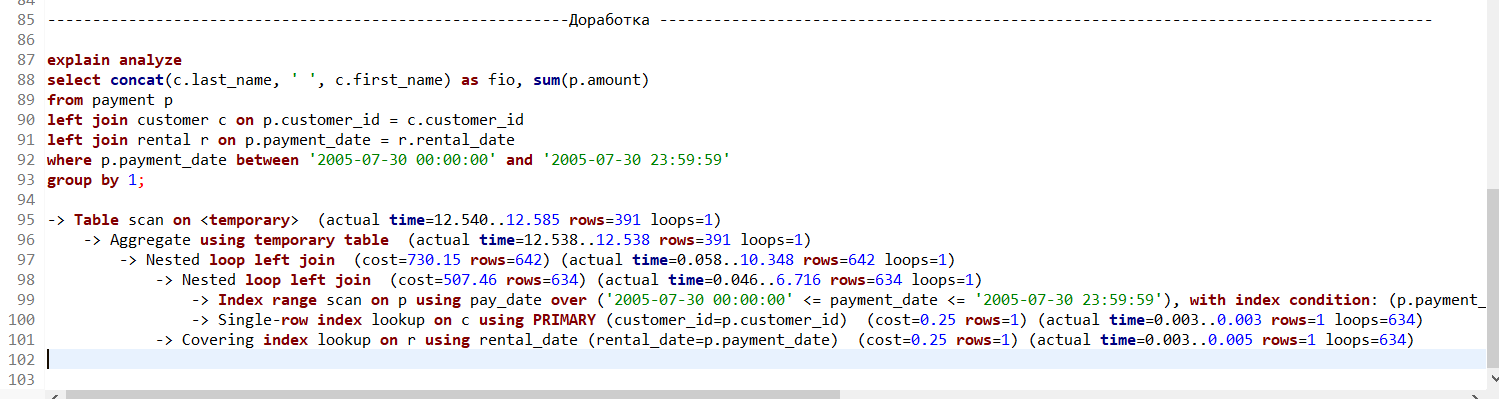 84
85 ----------------------------------------------------------Доработка --------------------------------------------------------------------------------------
86
87 explain analyze
88 select concat(c.last_name, ' ', c.first_name) as fio, sum(p.amount)
89 from payment p
90 left join customer c on p.customer_id = c.customer_id
91 left join rental r on p.payment_date = r.rental_date
92 where p.payment_date between '2005-07-30 00:00:00' and '2005-07-30 23:59:59'
93 group by 1;
94
95 -> Table scan on <temporary>  (actual time=12.540..12.585 rows=391 loops=1)
96     -> Aggregate using temporary table  (actual time=12.538..12.538 rows=391 loops=1)
97         -> Nested loop left join  (cost=730.15 rows=642) (actual time=0.058..10.348 rows=642 loops=1)
98             -> Nested loop left join  (cost=507.46 rows=634) (actual time=0.046..6.716 rows=634 loops=1)
99                 -> Index range scan on p using pay_date over ('2005-07-30 00:00:00' <= payment_date <= '2005-07-30 23:59:59'), with index condition: (p.payment_
100                 -> Single-row index lookup on c using PRIMARY (customer_id=p.customer_id)  (cost=0.25 rows=1) (actual time=0.003..0.003 rows=1 loops=634)
101             -> Covering index lookup on r using rental_date (rental_date=p.payment_date)  (cost=0.25 rows=1) (actual time=0.003..0.005 rows=1 loops=634)
102
103